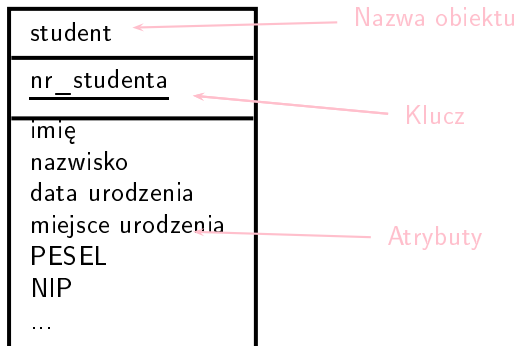 student
Nazwa obiektu
nr_studenta
Klucz
imię
nazwisko
data urodzenia
miejsce urodzenia
Atrybuty
PESEL
NIP
...